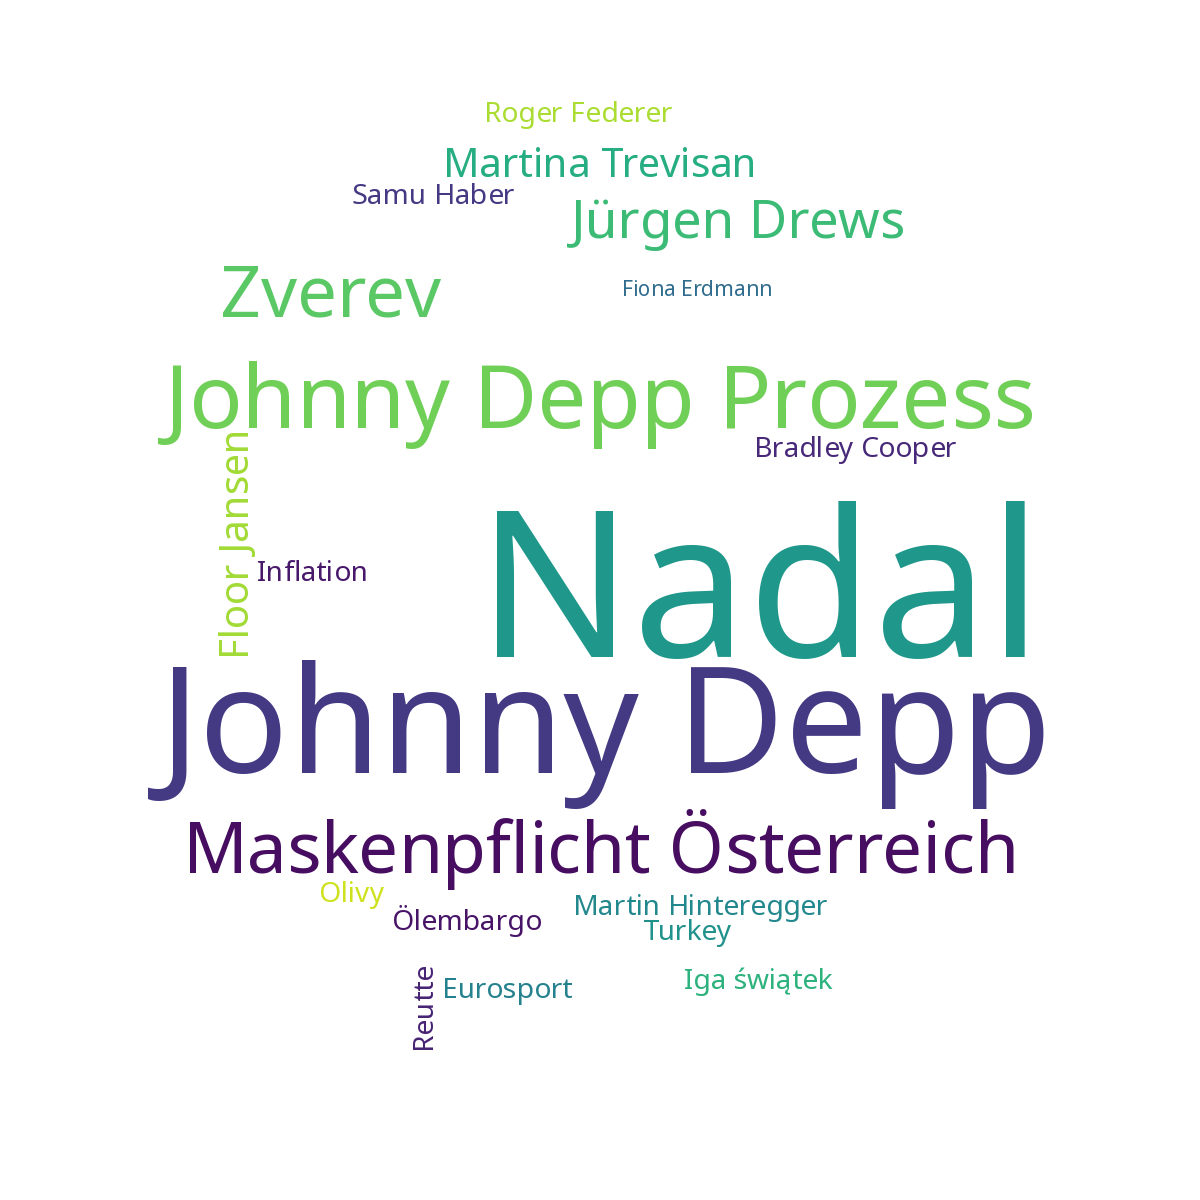 Roger Federer
Martina Trevisan
Samu Haber
Jürgen Drews
Zverev
Fiona Erdmann
Johnny Depp Prozess
Bradley Cooper
Floor Jansen
Nadal
Inflation
Johnny Depp
Maskenpflicht Österreich
Olivy
Martin Hinteregger
Ölembargo
Turkey
Iga świątek
Eurosport
Reutte